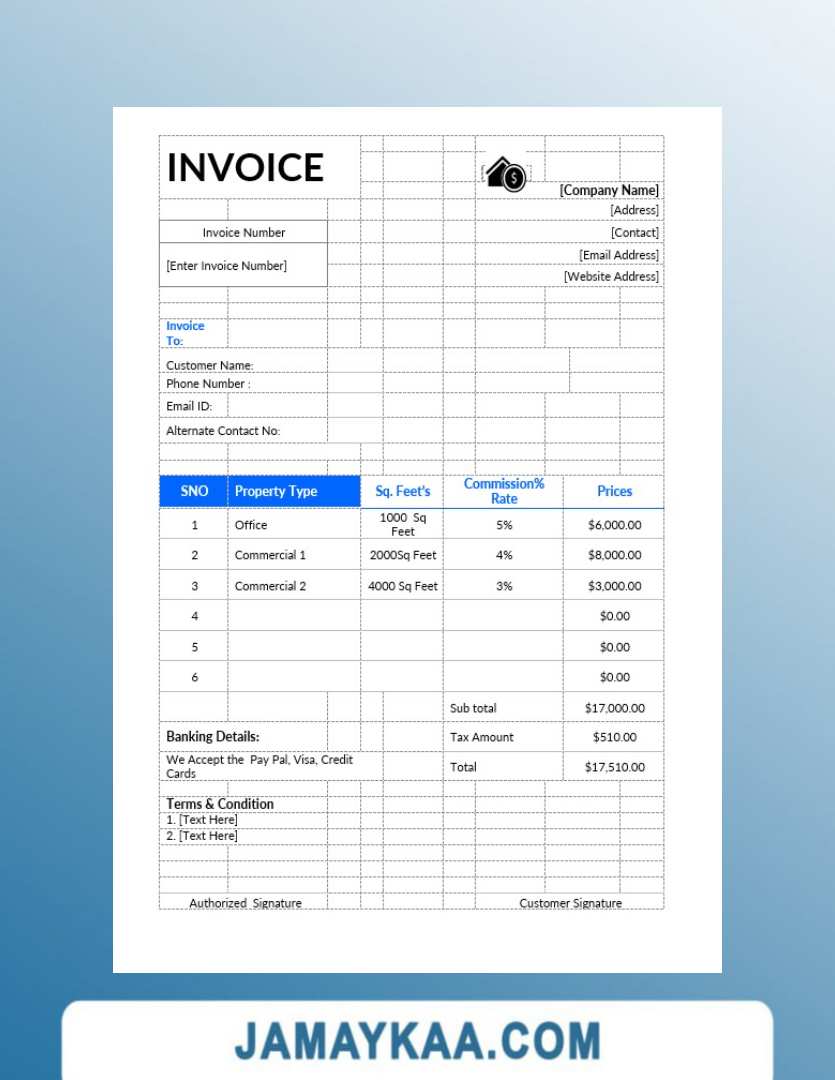 INVOICE
$
[Company Name]
[Address]
Invoice Number
[Contact]
[Enter Invoice Number]
[Email Address]
[Website Address]
Invoice
To:
Customer Name:
Phone Number :
Email ID:
Alternate Contact No:
SNO Property Type Sq. Feet's Commission% Rate Prices
1 Office 1000 Sq Feet 5% $6,000.00
2 Commercial 1 2000Sq Feet 4% $8,000.00
3 Commercial 2 4000 Sq Feet 3% $3,000.00
4 $0.00
5 $0.00
6 $0.00
Sub total $17,000.00
Banking Details: Tax Amount $510.00
We Accept the Pay Pal, Visa, Credit
Cards
Total $17,510.00
Terms & Condition
1. [Text Here]
2. [Text Here]
Authorized Signature Customer Signature
JAMAYKAA.COM